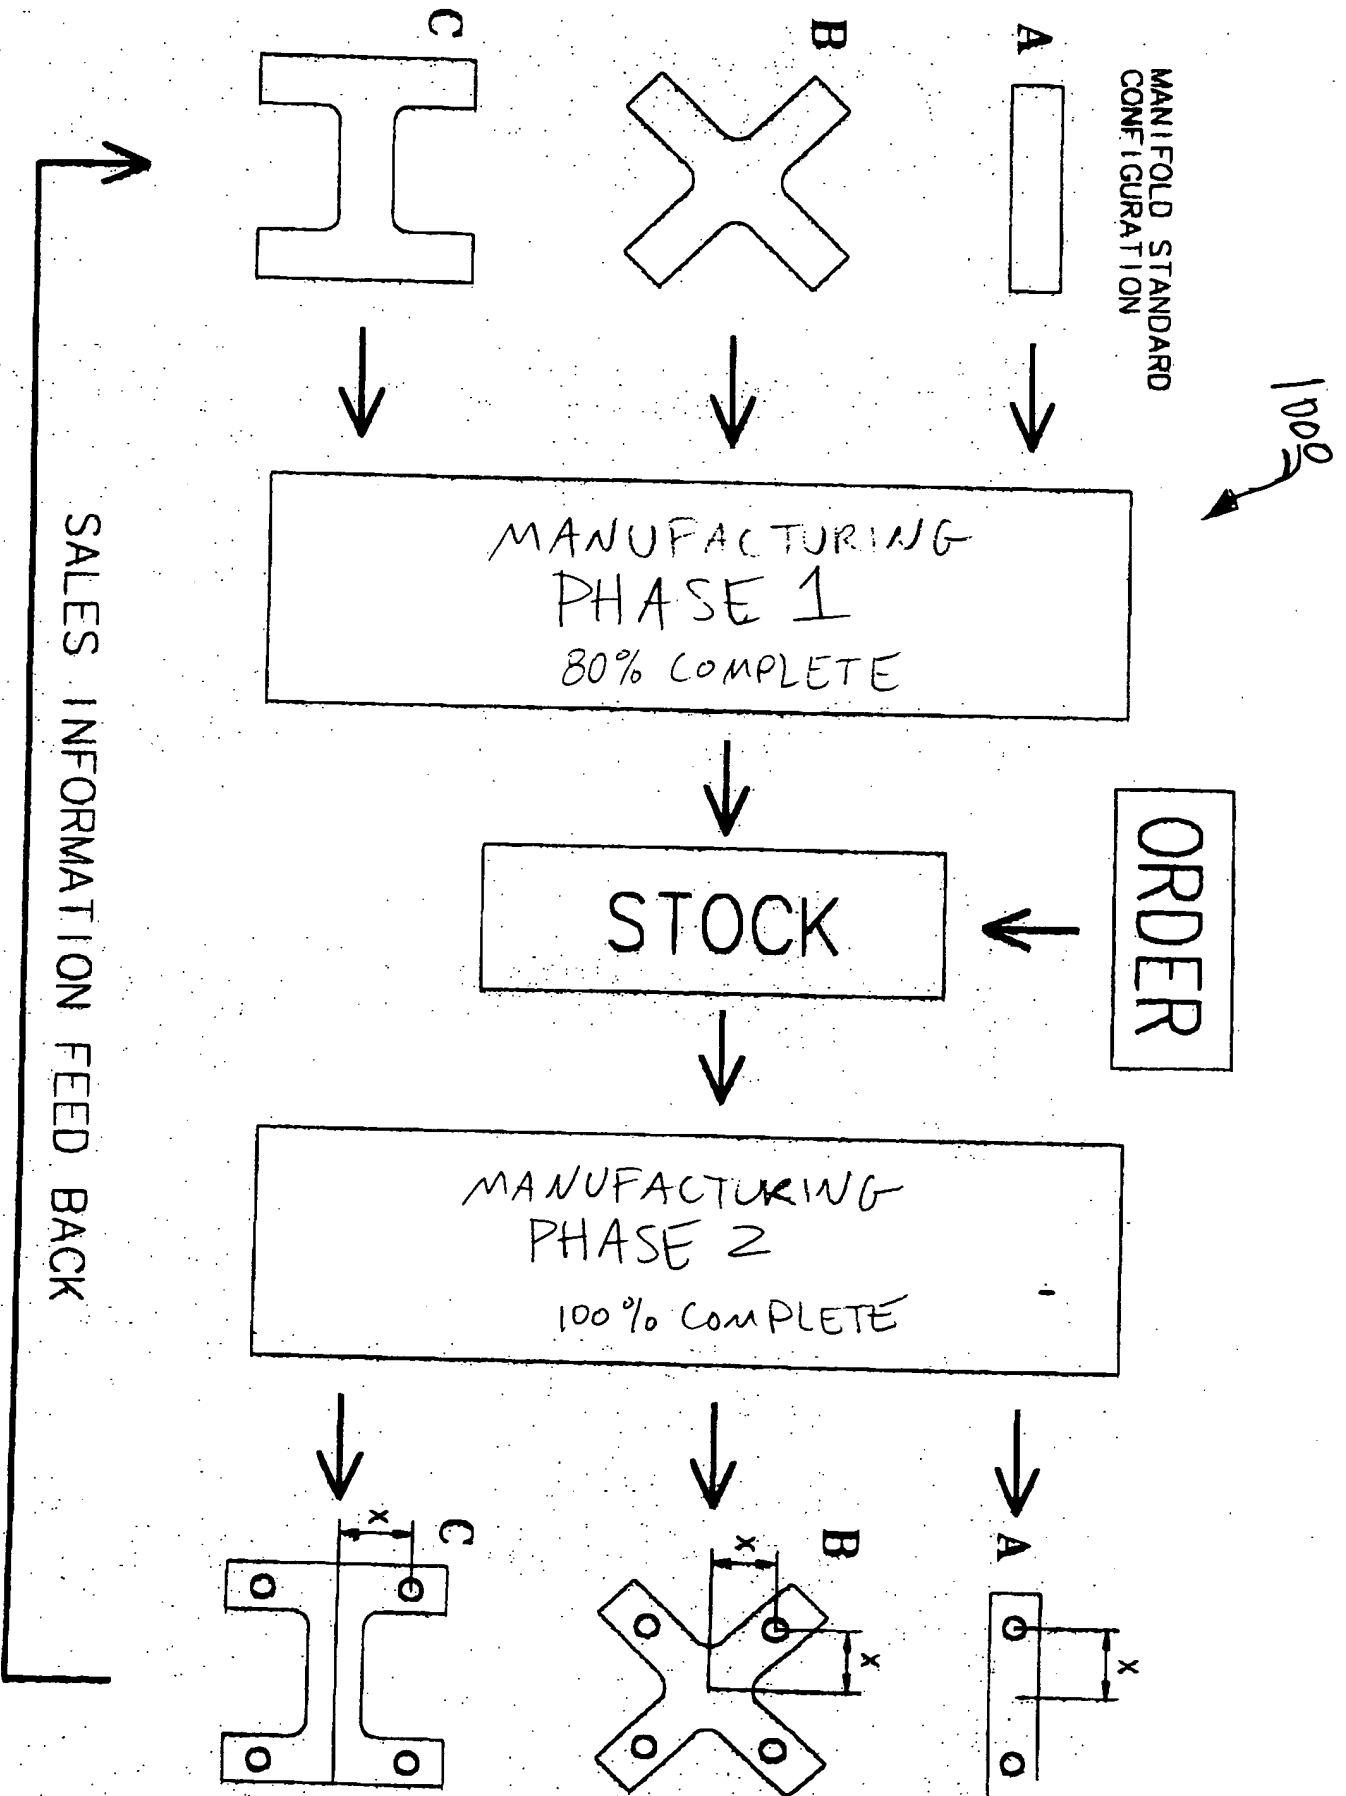 1000
MANIFOLD STANDARD
CONFIGURATION
A
B
C
MANUFACTURING
PHASE 1
80% COMPLETE
ORDER
STOCK
MANUFACTURING
PHASE 2
100% COMPLETE
A
X
B
X
X
C
X
SALES INFORMATION FEED BACK